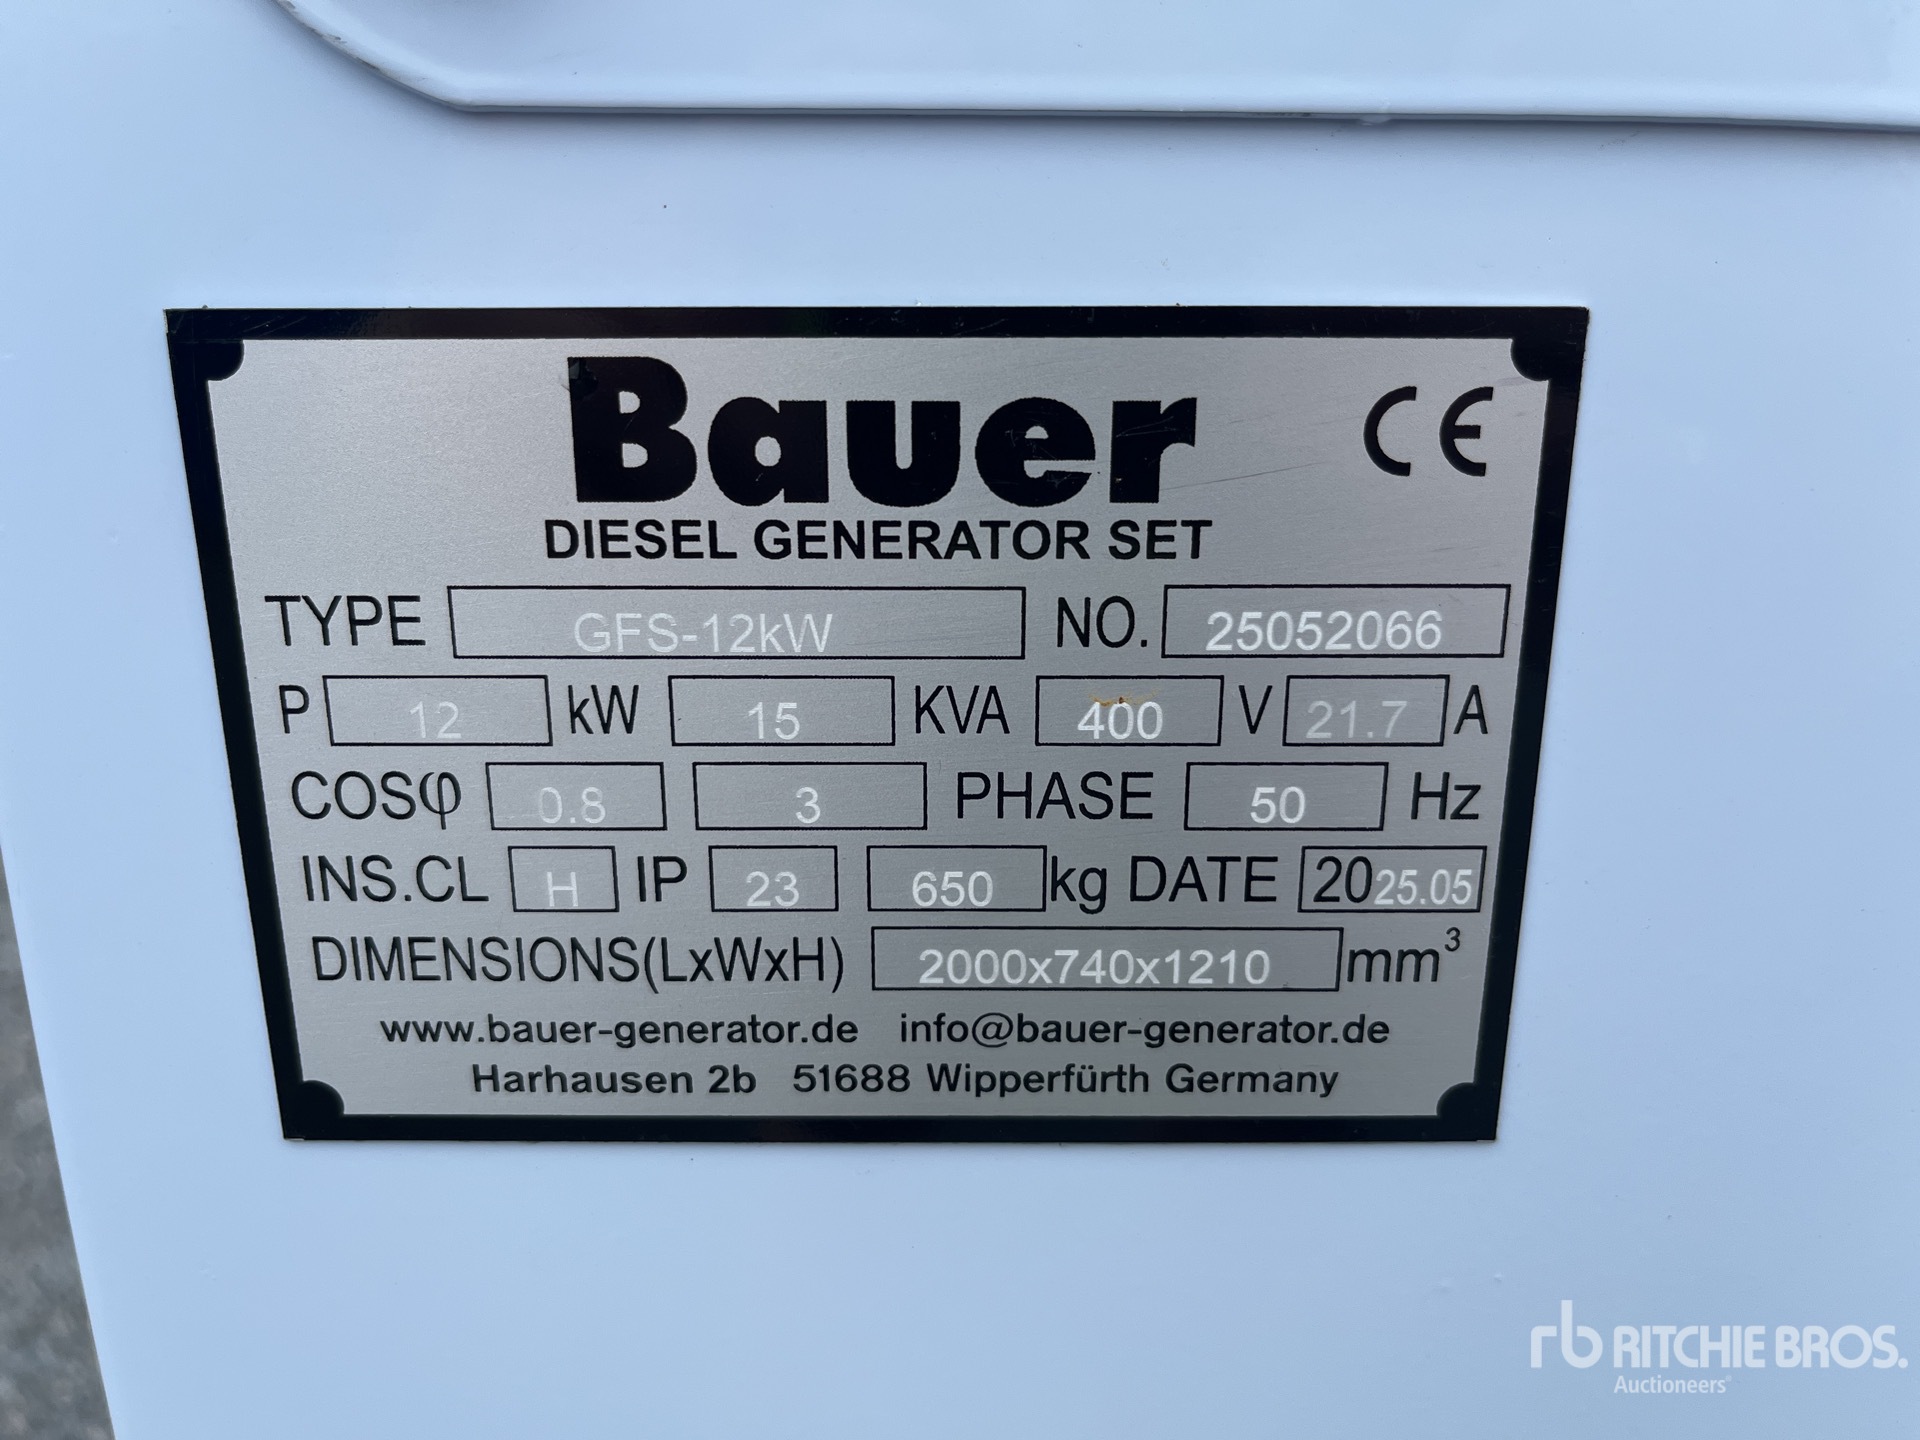 Bauer CE
DIESEL GENERATOR SET
TYPE GFS-12kW NO. 25052066
P 12 kW 15 KVA 400 V 21.7 A
COSφ 0.8 3 PHASE 50 Hz
INS.CL H IP 23 650 kg DATE 2025.05
DIMENSIONS(LxWxH) 2000x740x1210 mm³
www.bauer-generator.de info@bauer-generator.de
Harhausen 2b 51688 Wipperfürth Germany
rb RITCHIE BROS.
Auctioneers